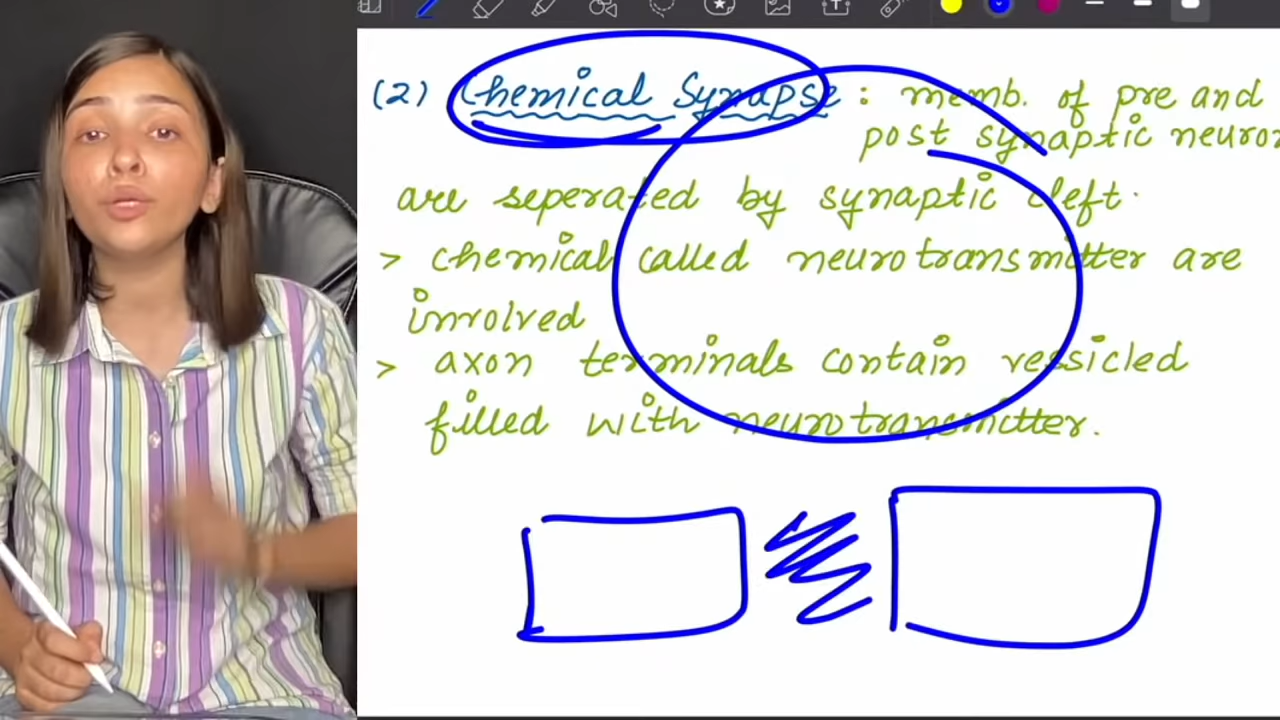 (2) Chemical Synapse : memb. of pre and
post synaptic neuron
are seperated by synaptic cleft.
> chemical called neurotransmitter are
involved
> axon terminals contain vessicled
filled with neurotransmitter.